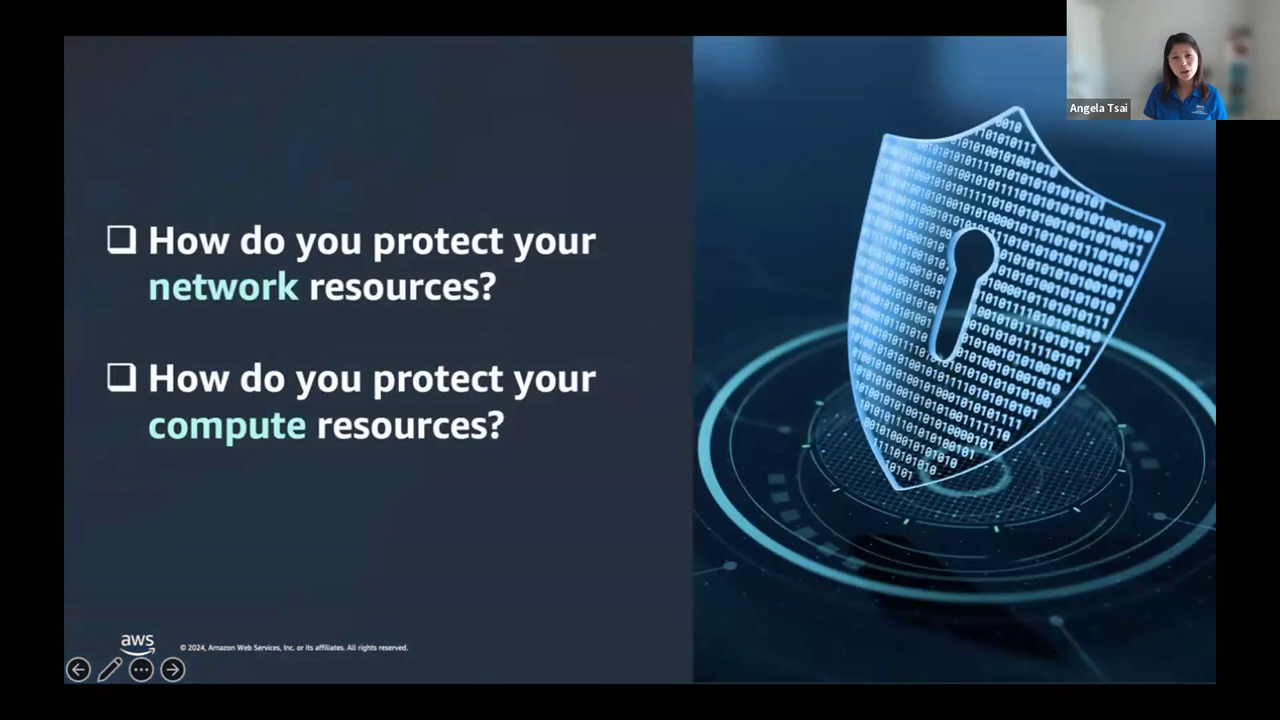 Angela Tsai
❑ How do you protect your
network resources?
❑ How do you protect your
compute resources?
aws
© 2024, Amazon Web Services, Inc. or its affiliates. All rights reserved.